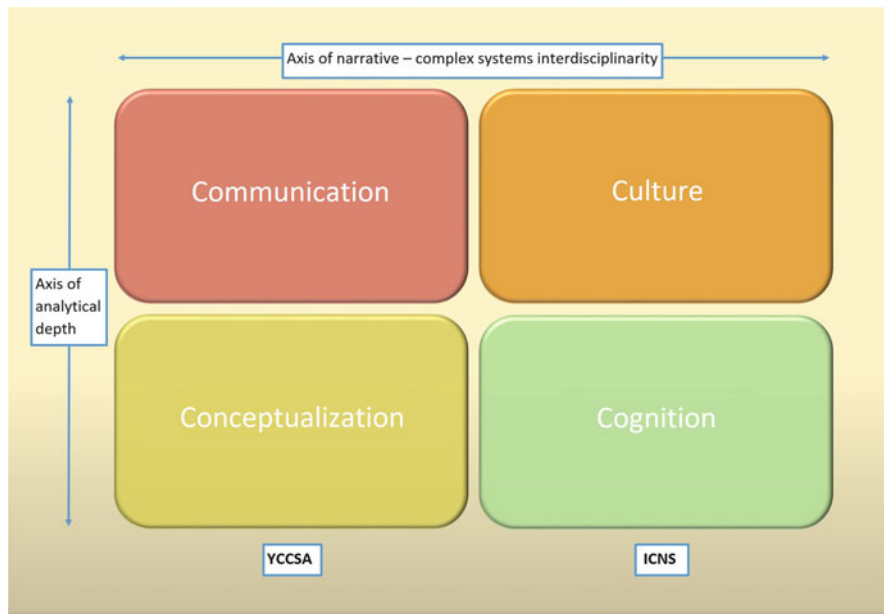 Axis of narrative – complex systems interdisciplinarity
Communication
Culture
Axis of
analytical
depth
Conceptualization
Cognition
YCCSA
ICNS